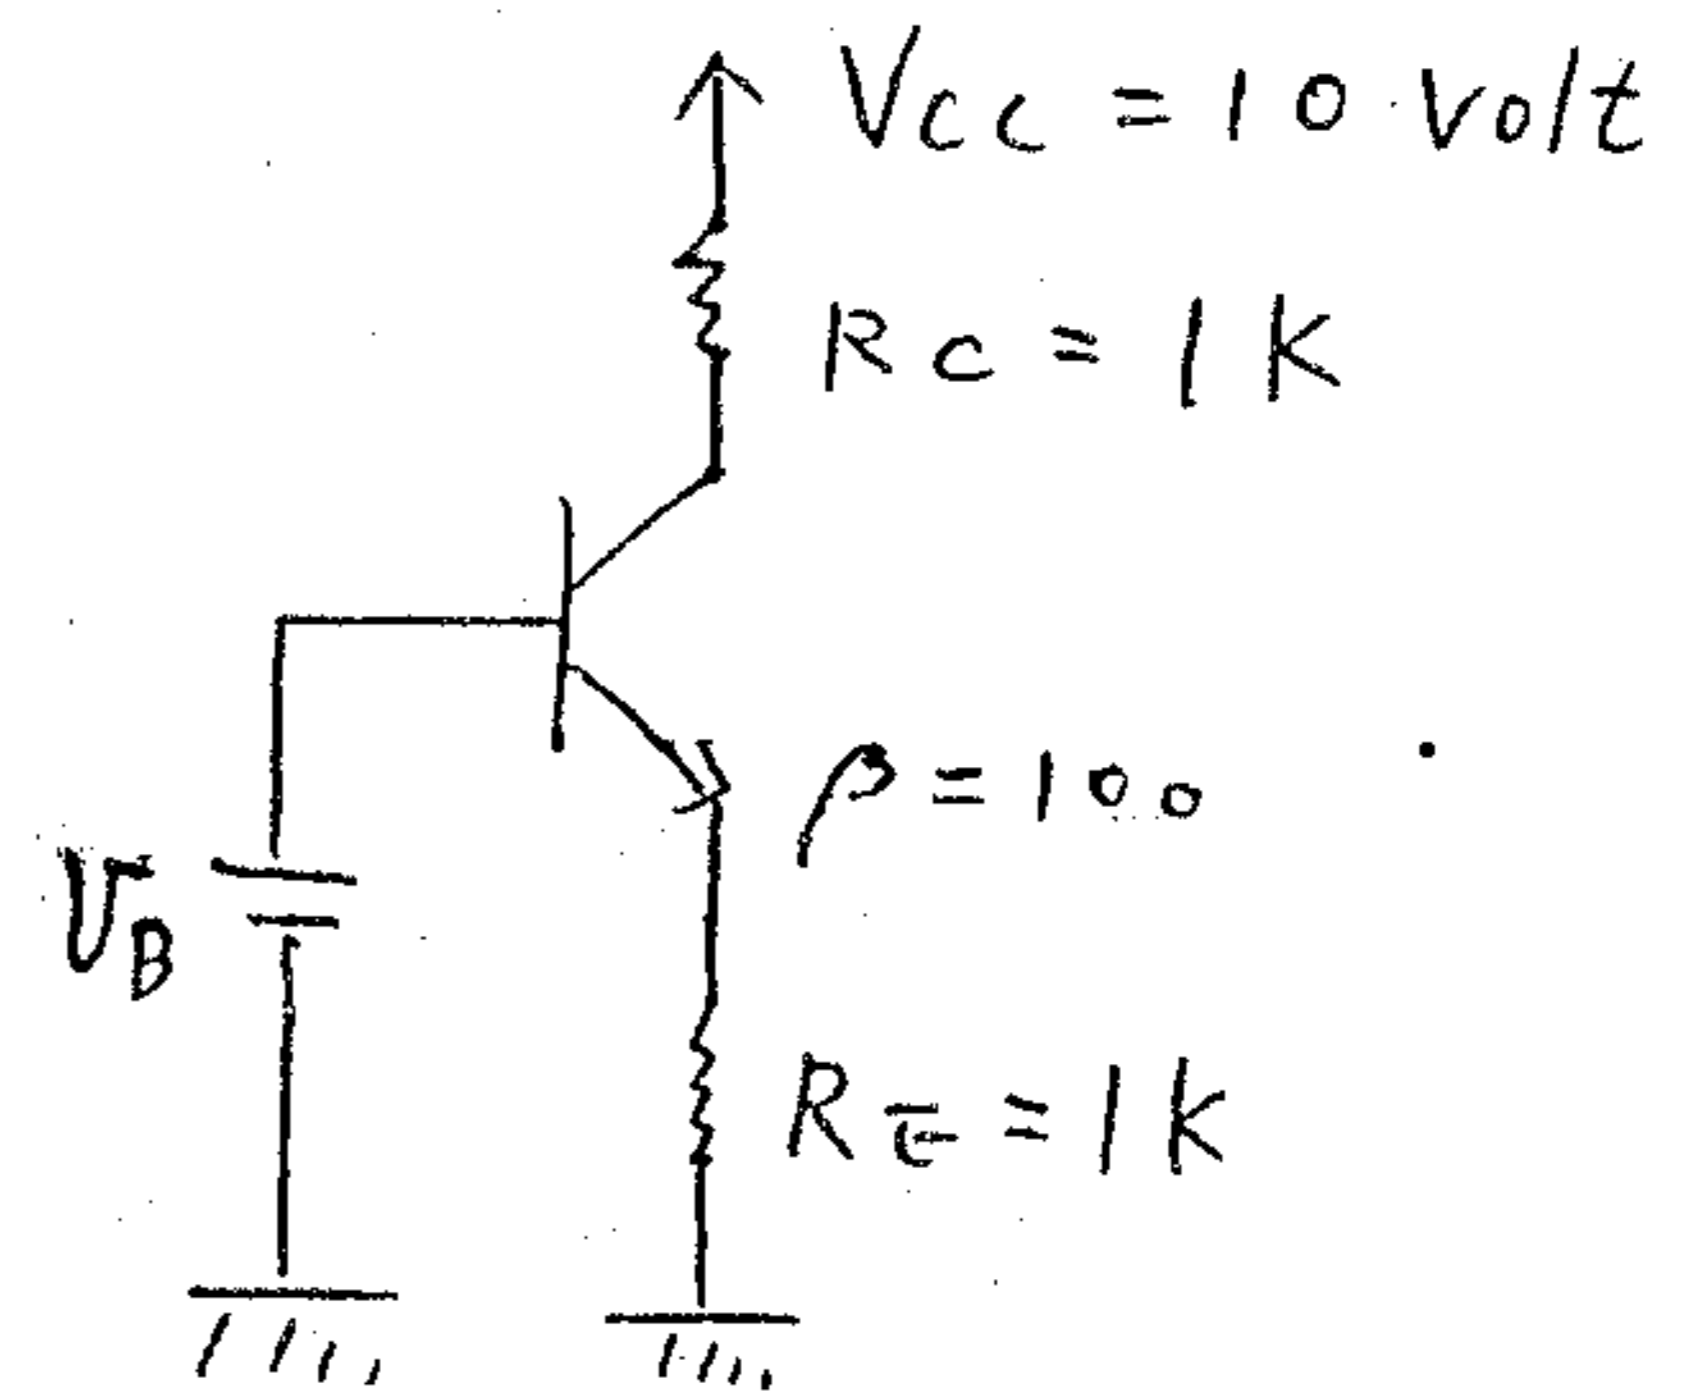 Vcc = 10 Volt
Rc = 1K
β = 100
VB
RE = 1K